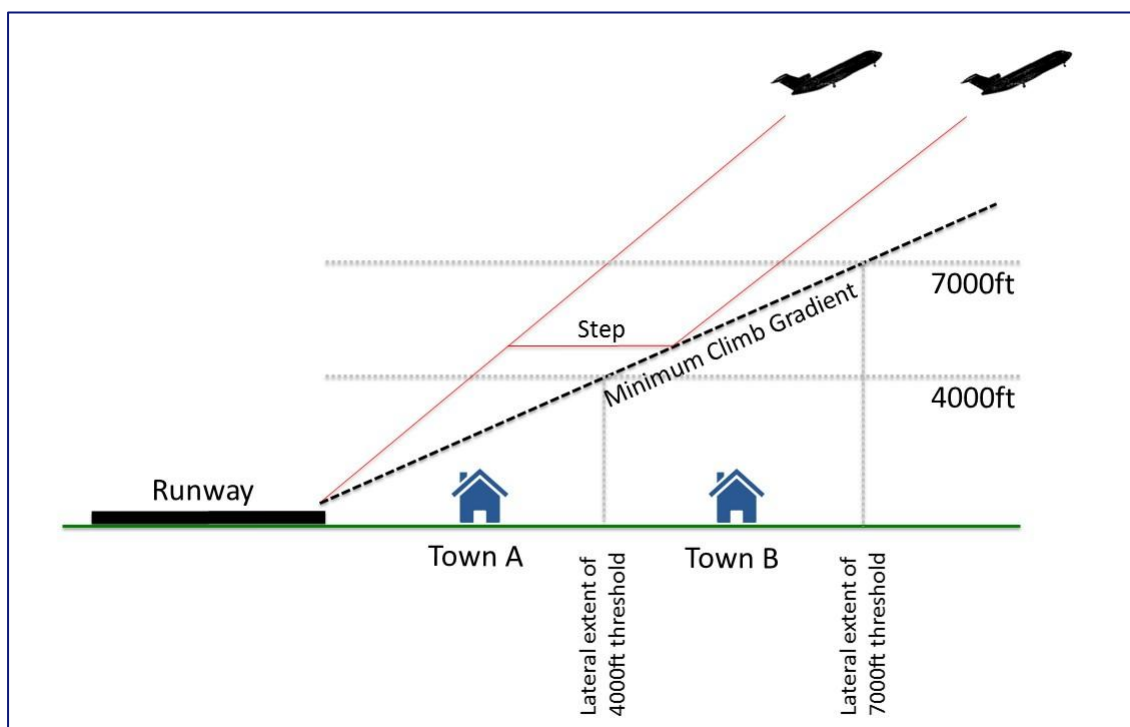 7000ft
Step
Minimum Climb Gradient
4000ft
Runway
Town A
Town B
Lateral extent of
4000ft threshold
Lateral extent of
7000ft threshold